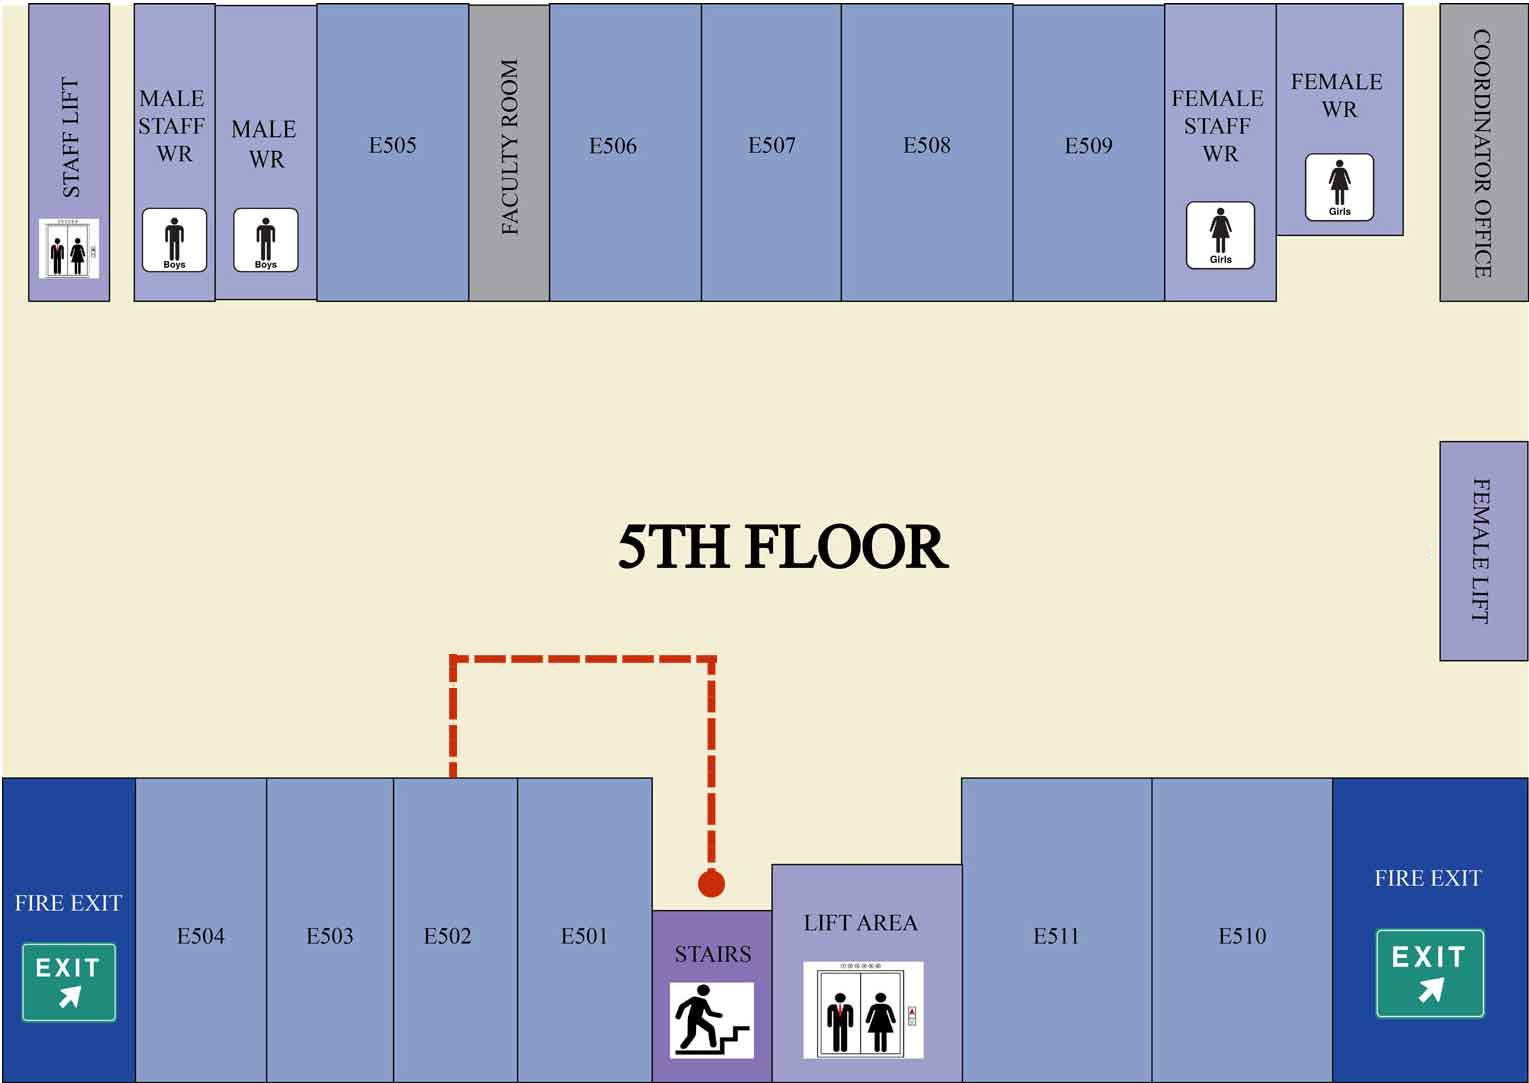 STAFF LIFT
MALE
STAFF
WR
Boys
MALE
WR
Boys
E505
FACULTY ROOM
E506
E507
E508
E509
FEMALE
STAFF
WR
Girls
FEMALE
WR
Girls
COORDINATOR OFFICE
5TH FLOOR
FEMALE LIFT
FIRE EXIT
EXIT
E504
E503
E502
E501
STAIRS
LIFT AREA
E511
E510
FIRE EXIT
EXIT